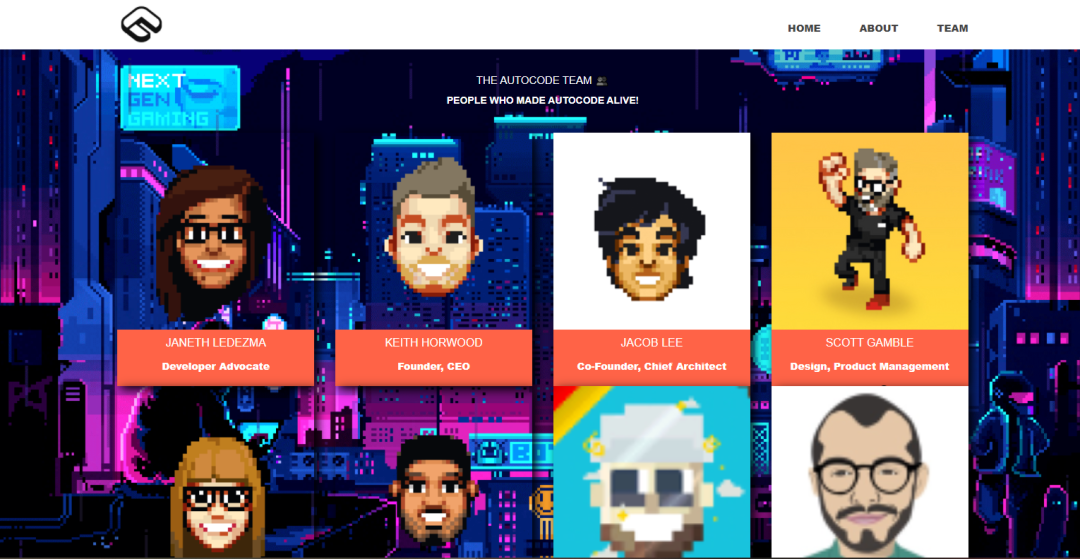 HOME ABOUT TEAM
NEXT
GEN
GAMING
THE AUTOCODE TEAM
PEOPLE WHO MADE AUTOCODE ALIVE!
JANETH LEDEZMA
Developer Advocate
KEITH HORWOOD
Founder, CEO
JACOB LEE
Co-Founder, Chief Architect
SCOTT GAMBLE
Design, Product Management